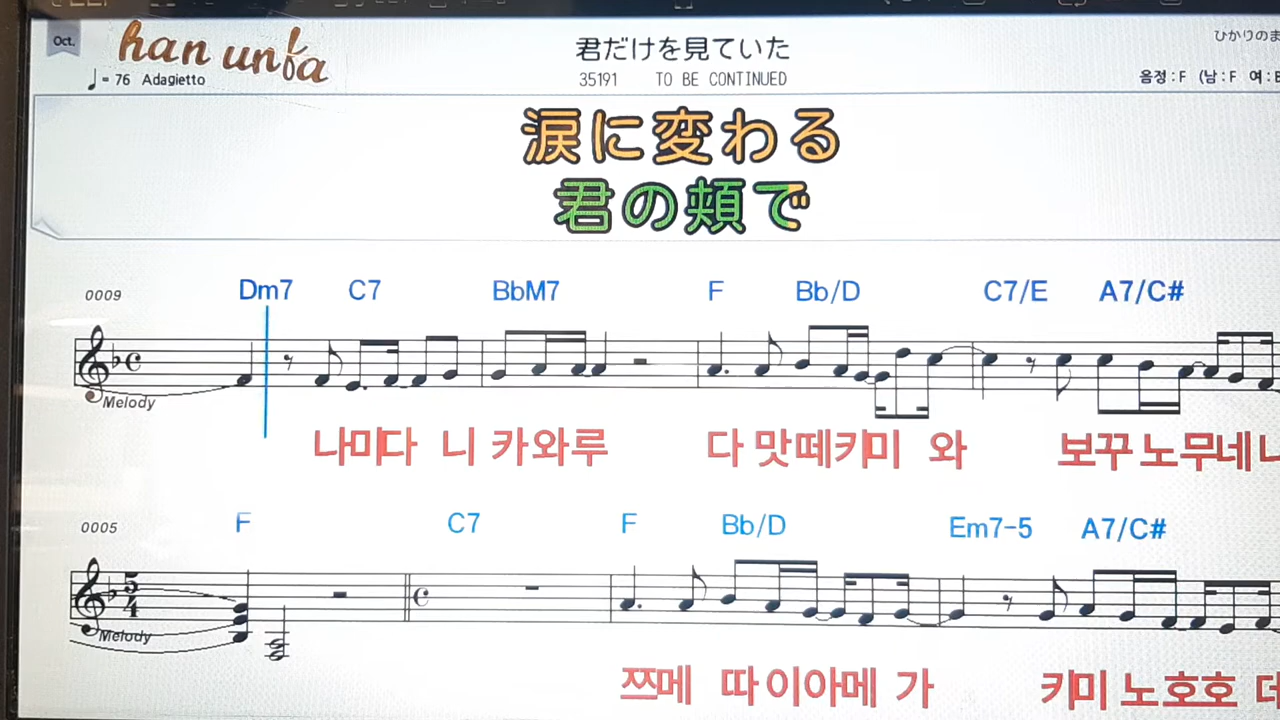 Oct.
han unfa
君だけを見ていた
ひかりのま
♩= 76 Adagietto
35191 TO BE CONTINUED
음정:F (남:F 여:
涙に変わる
君の頬で
0009 Dm7 C7 BbM7 F Bb/D C7/E A7/C#
Melody
나미다 니 카와루 다 맛떼키미 와 보꾸 노 무네
0005 F C7 F Bb/D Em7-5 A7/C#
5
4
Melody
쯔메 따 이아메 가 키미 노 호호 데